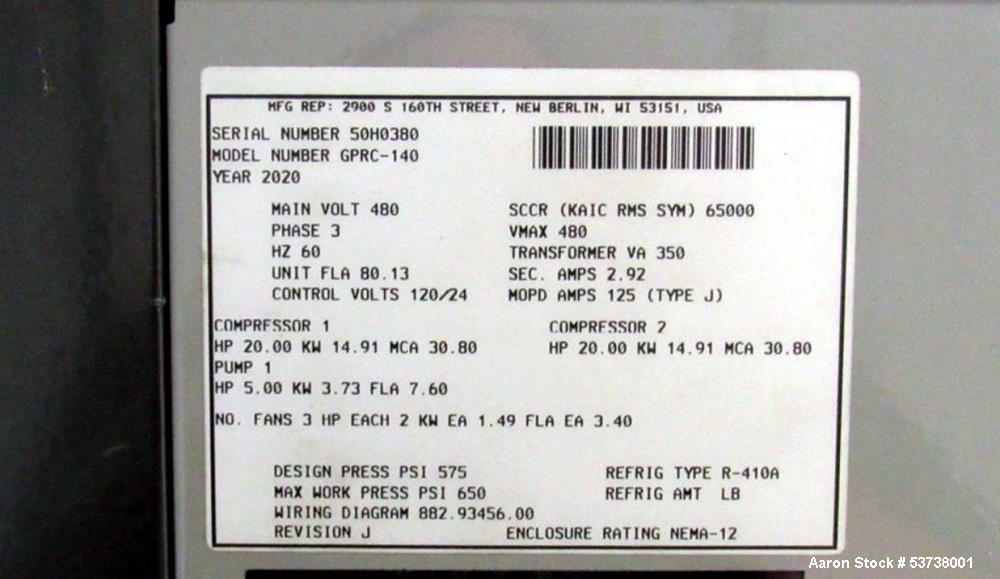 MFG REP: 2900 S 160TH STREET, NEW BERLIN, WI 53151, USA
SERIAL NUMBER 50H0380
MODEL NUMBER GPRC-140
YEAR 2020
MAIN VOLT 480 SCCR (KAIC RMS SYM) 65000
PHASE 3 VMAX 480
HZ 60 TRANSFORMER VA 350
UNIT FLA 80.13 SEC. AMPS 2.92
CONTROL VOLTS 120/24 MOPD AMPS 125 (TYPE J)
COMPRESSOR 1 COMPRESSOR 2
HP 20.00 KW 14.91 MCA 30.80 HP 20.00 KW 14.91 MCA 30.80
PUMP 1
HP 5.00 KW 3.73 FLA 7.60
NO. FANS 3 HP EACH 2 KW EA 1.49 FLA EA 3.40
DESIGN PRESS PSI 575 REFRIG TYPE R-410A
MAX WORK PRESS PSI 650 REFRIG AMT LB
WIRING DIAGRAM 882.93456.00
REVISION J ENCLOSURE RATING NEMA-12
Aaron Stock # 53738001